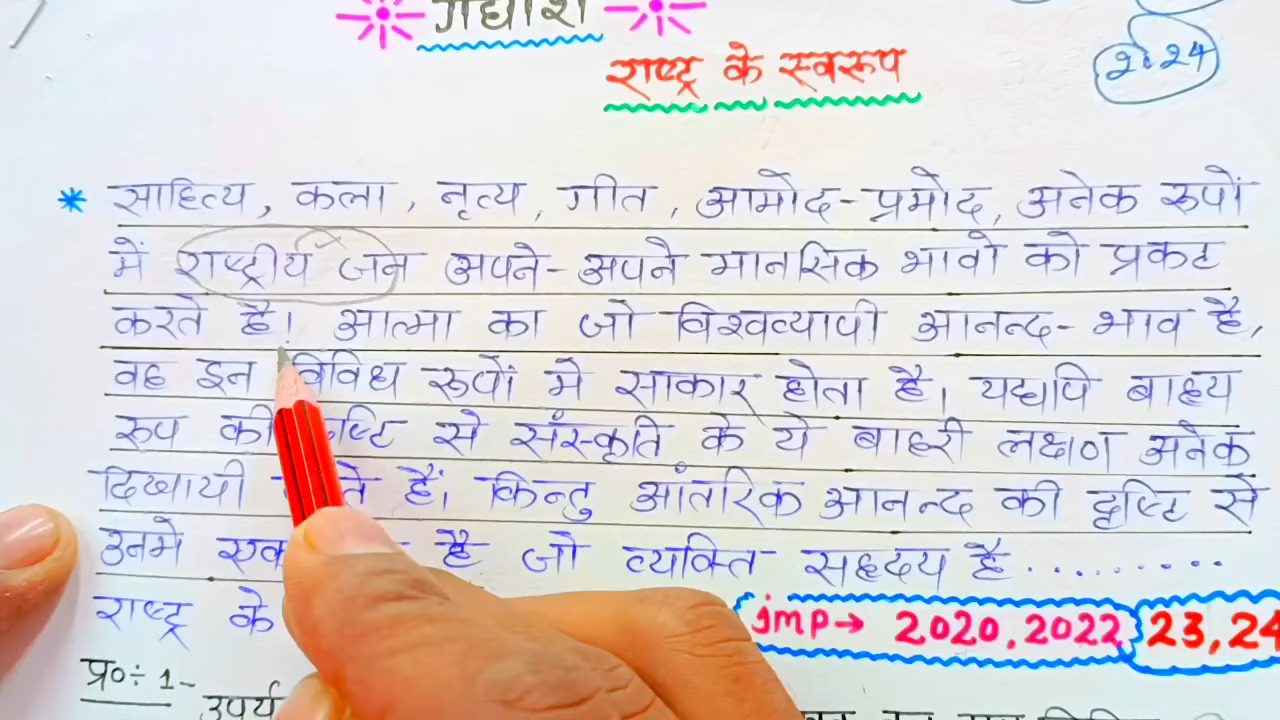 गद्यांश
राष्ट्र के स्वरूप
2024
साहित्य, कला, नृत्य, गीत, आमोद-प्रमोद, अनेक रूपों
में राष्ट्रीय जन अपने-अपने मानसिक भावो को प्रकट
करते है। आत्मा का जो विश्वव्यापी आनन्द-भाव है,
वह इन विविध रूपों मे साकार होता है। यद्यपि बाह्य
रूप की से संस्कृति के ये बाहरी लक्षण अनेक
दिखायी हैं। किन्तु आंतरिक आनन्द की दृष्टि से
उनमे है जो व्यक्ति सहृदय है.........
राष्ट्र के
imp→ 2020,2022 23,24
प्र०÷ 1-